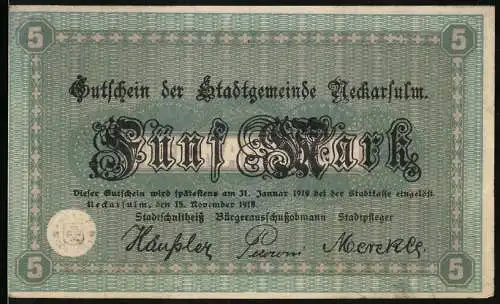 5 5
Gutschein der Stadtgemeinde Neckarsulm.
Fünf Mark
Dieser Gutschein wird spätestens am 31. Januar 1919 bei der Stadtkasse eingelöst.
Neckarsulm, den 15. November 1918.
Stadtschultheiß Bürgerausschußobmann Stadtpfleger
Häußler Merckle
5 5